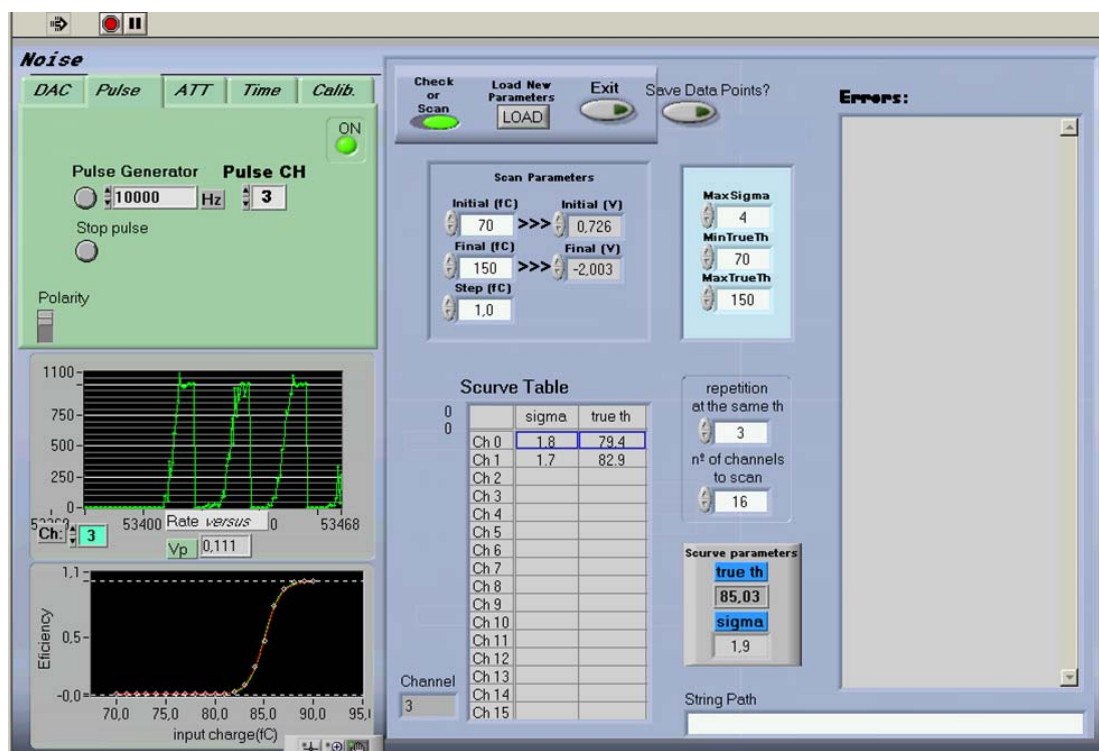 Noise
DAC Pulse ATT Time Calib.
ON
Pulse Generator Pulse CH
10000 Hz 3
Stop pulse
Polarity
Check or Scan
Load New Parameters
LOAD
Exit
Save Data Points?
Errors:
Scan Parameters
Initial (fC) >>> Initial (V)
70 0,726
Final (fC) >>> Final (V)
150 -2,003
Step (fC)
1,0
MaxSigma
4
MinTrueTh
70
MaxTrueTh
150
1100
750
500
250
0
53400 53468
Rate versus
Ch: 3
Vp 0,111
1,1
0,5
-0,0
Eficiency
70,0 75,0 80,0 85,0 90,0
input charge(fC)
Scurve Table
0
0
sigma true th
Ch 0 1.8 79.4
Ch 1 1.7 82.9
Ch 2
Ch 3
Ch 4
Ch 5
Ch 6
Ch 7
Ch 8
Ch 9
Ch 10
Ch 11
Ch 12
Ch 13
Ch 14
Ch 15
Channel
3
repetition
at the same th
3
nº of channels
to scan
16
Scurve parameters
true th
85,03
sigma
1,9
String Path